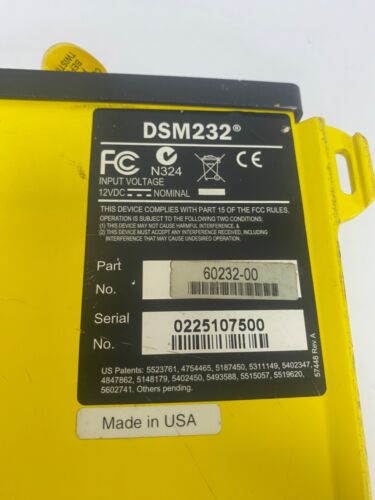 DSM232®
FC N324 CE
INPUT VOLTAGE
12VDC NOMINAL
THIS DEVICE COMPLIES WITH PART 15 OF THE FCC RULES.
OPERATION IS SUBJECT TO THE FOLLOWING TWO CONDITIONS:
(1) THIS DEVICE MAY NOT CAUSE HARMFUL INTERFERENCE, &
(2) THIS DEVICE MUST ACCEPT ANY INTERFERENCE RECEIVED, INCLUDING
INTERFERENCE THAT MAY CAUSE UNDESIRED OPERATION.
Part
No.
60232-00
Serial
No.
0225107500
US Patents: 5523761, 4754465, 5187450, 5311149, 5402347,
4847862, 5148179, 5402450, 5493588, 5515057, 5519620,
5602741. Others pending.
57448 Rev A
Made in USA